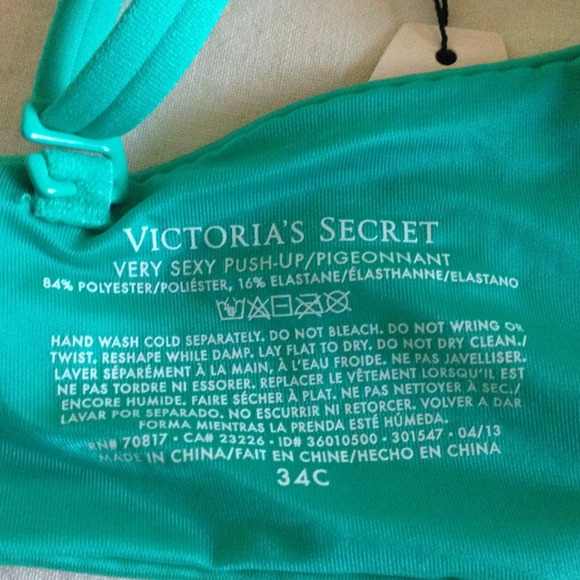 VICTORIA'S SECRET
VERY SEXY PUSH-UP/PIGEONNANT
84% POLYESTER/POLIÉSTER, 16% ELASTANE/ÉLASTHANNE/ELASTANO
HAND WASH COLD SEPARATELY. DO NOT BLEACH. DO NOT WRING OR
TWIST. RESHAPE WHILE DAMP. LAY FLAT TO DRY. DO NOT DRY CLEAN./
LAVER SÉPARÉMENT À LA MAIN, À L'EAU FROIDE. NE PAS JAVELLISER.
NE PAS TORDRE NI ESSORER. REPLACER LE VÊTEMENT LORSQU'IL EST
ENCORE HUMIDE. FAIRE SÉCHER À PLAT. NE PAS NETTOYER À SEC./
LAVAR POR SEPARADO. NO ESCURRIR NI RETORCER. VOLVER A DAR
FORMA MIENTRAS LA PRENDA ESTÉ HÚMEDA.
RN# 70817 • CA# 23226 • ID# 36010500 • 301547 • 04/13
MADE IN CHINA/FAIT EN CHINE/HECHO EN CHINA
34C